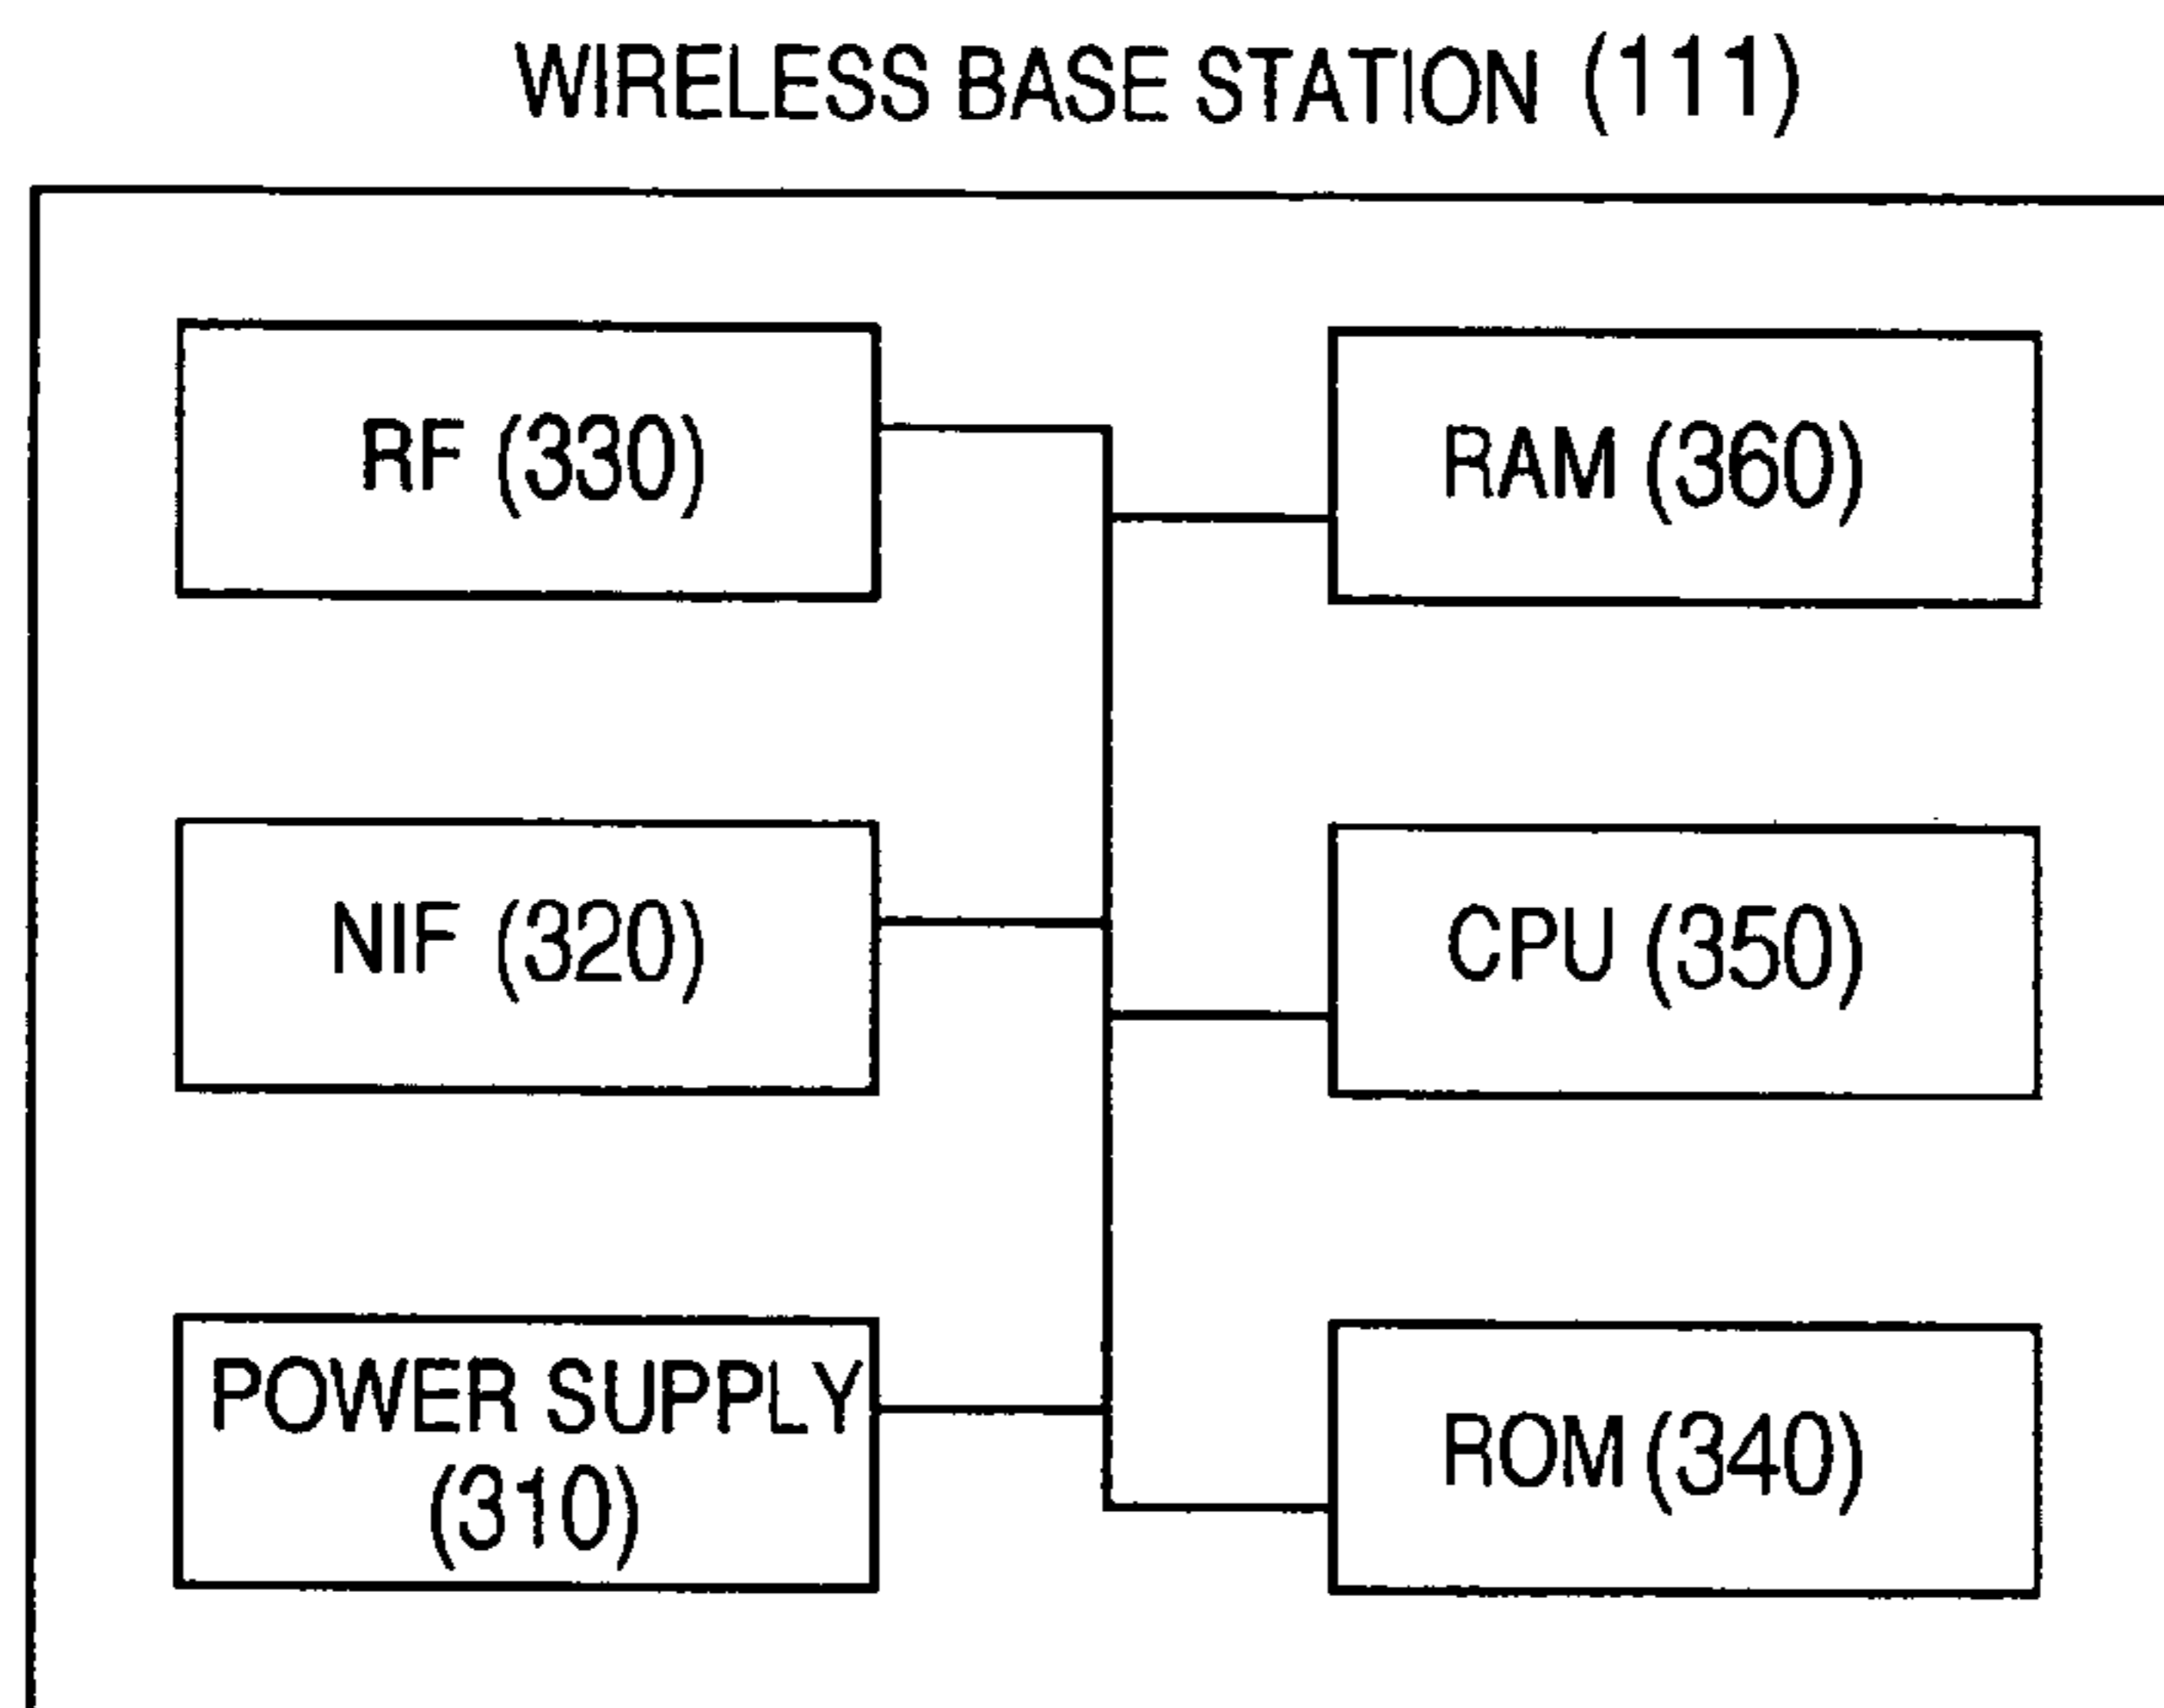 WIRELESS BASE STATION (111)
RF (330)
RAM (360)
NIF (320)
CPU (350)
POWER SUPPLY
(310)
ROM (340)